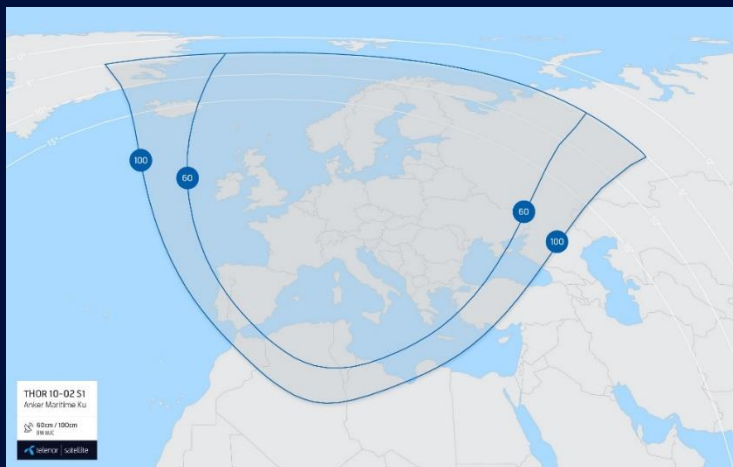 100
60
60
100
THOR 10-02 S1
Anker Maritime Ku
60cm / 100cm
telenor | satellite